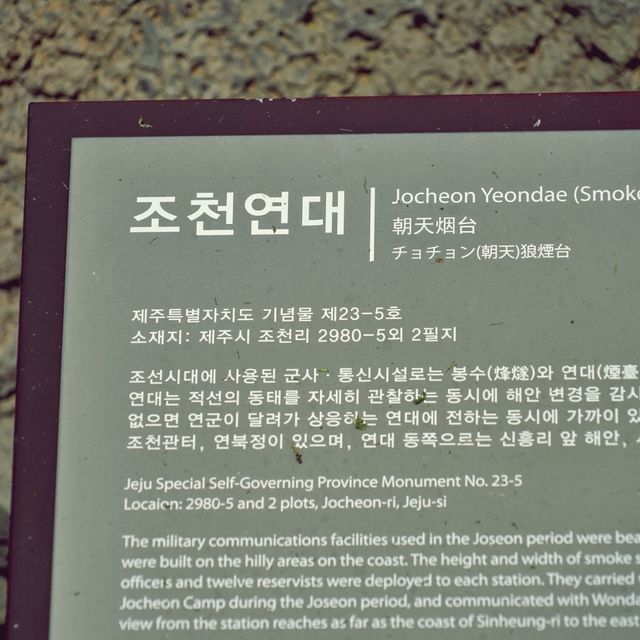 조천연대
Jocheon Yeondae (Smoke
朝天烟台
チョチョン(朝天)狼煙台
제주특별자치도 기념물 제23-5호
소재지: 제주시 조천리 2980-5외 2필지
조선시대에 사용된 군사·통신시설로는 봉수(烽燧)와 연대(煙臺
연대는 적선의 동태를 자세히 관찰하는 동시에 해안 변경을 감시
없으면 연군이 달려가 상응하는 연대에 전하는 동시에 가까이 있
조천관터, 연북정이 있으며, 연대 동쪽으로는 신흥리 앞 해안,
Jeju Special Self-Governing Province Monument No. 23-5
Locaion: 2980-5 and 2 plots, Jocheon-ri, Jeju-si
The military communications facilities used in the Joseon period were bea
were built on the hilly areas on the coast. The height and width of smoke s
officers and twelve reservists were deployed to each station. They carried
Jocheon Camp during the Joseon period, and communicated with Wonda
view from the station reaches as far as the coast of Sinheung-ri to the east